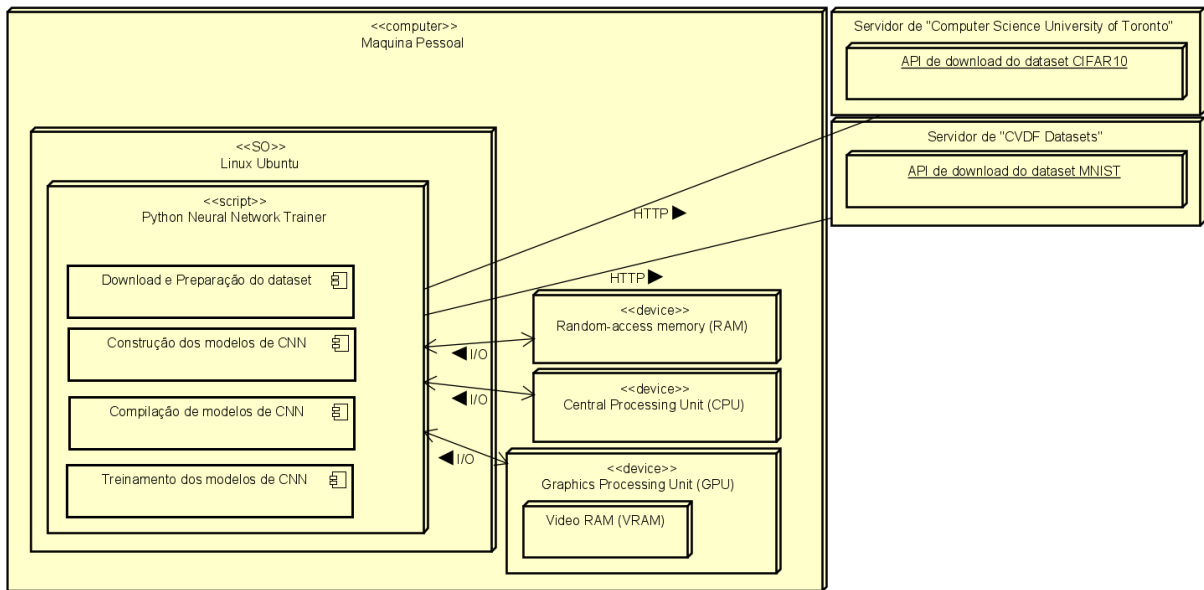 <<computer>>
Maquina Pessoal
<<SO>>
Linux Ubuntu
<<script>>
Python Neural Network Trainer
Download e Preparação do dataset
Construção dos modelos de CNN
Compilação de modelos de CNN
Treinamento dos modelos de CNN
HTTP ►
HTTP ►
◄ I/O
◄ I/O
◄ I/O
<<device>>
Random-access memory (RAM)
<<device>>
Central Processing Unit (CPU)
<<device>>
Graphics Processing Unit (GPU)
Video RAM (VRAM)
Servidor de "Computer Science University of Toronto"
API de download do dataset CIFAR10
Servidor de "CVDF Datasets"
API de download do dataset MNIST